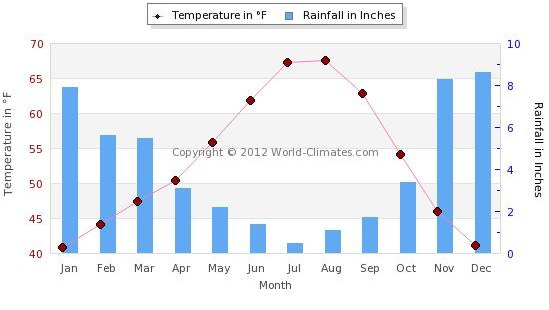 Temperature in °F Rainfall in Inches
70 10
65 8
60 6
55 4
50 2
45 0
40
Temperature in °F
Rainfall in Inches
Copyright © 2012 World-Climates.com
Jan Feb Mar Apr May Jun Jul Aug Sep Oct Nov Dec
Month